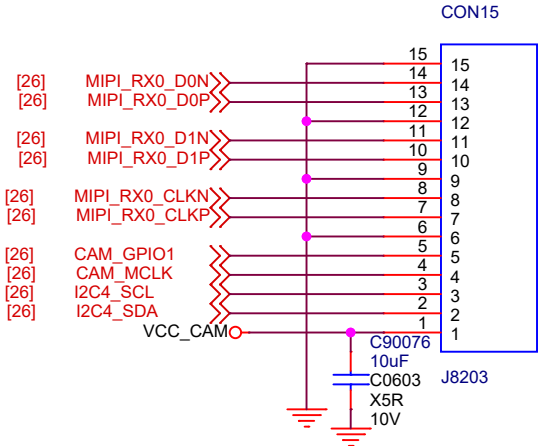 CON15
15 15
[26] MIPI_RX0_D0N 14 14
[26] MIPI_RX0_D0P 13 13
12 12
[26] MIPI_RX0_D1N 11 11
[26] MIPI_RX0_D1P 10 10
9 9
[26] MIPI_RX0_CLKN 8 8
[26] MIPI_RX0_CLKP 7 7
6 6
[26] CAM_GPIO1 5 5
[26] CAM_MCLK 4 4
[26] I2C4_SCL 3 3
[26] I2C4_SDA 2 2
VCC_CAM 1 1
C90076
10uF
C0603 J8203
X5R
10V